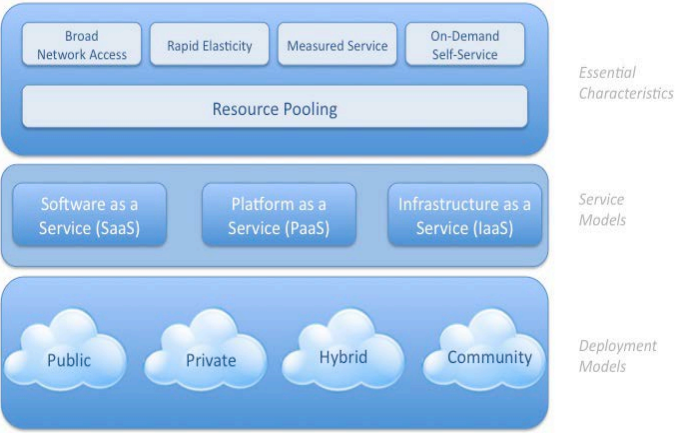 Broad
Network Access
Rapid Elasticity
Measured Service
On-Demand
Self-Service
Resource Pooling
Essential
Characteristics
Software as a
Service (SaaS)
Platform as a
Service (PaaS)
Infrastructure as a
Service (IaaS)
Service
Models
Public
Private
Hybrid
Community
Deployment
Models